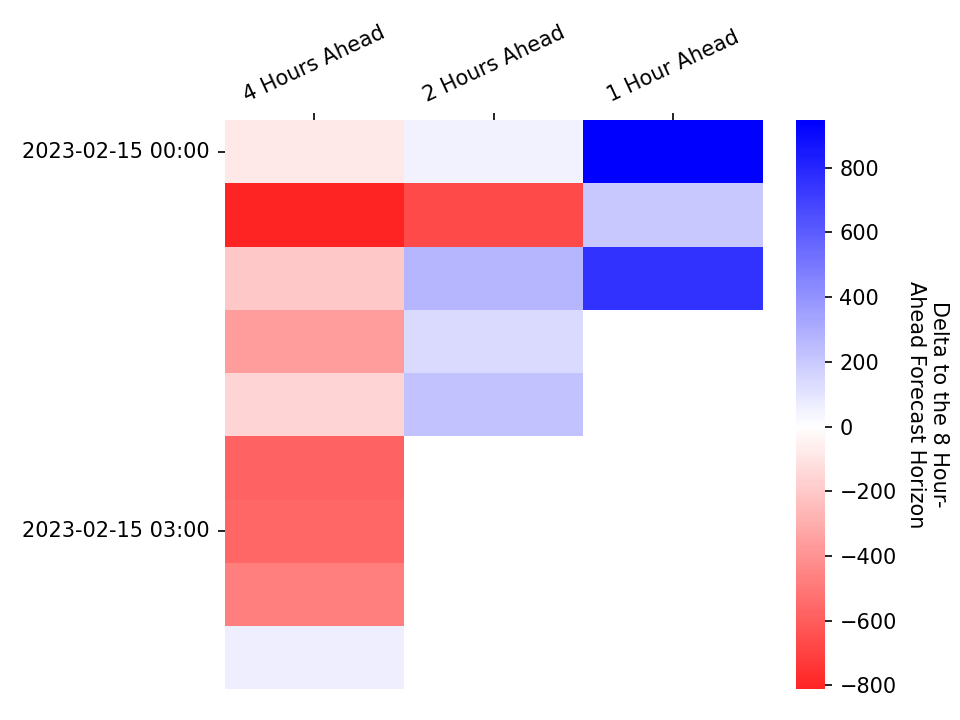 4 Hours Ahead
2 Hours Ahead
1 Hour Ahead
2023-02-15 00:00
2023-02-15 03:00
800
600
400
200
0
−200
−400
−600
−800
Delta to the 8 Hour-
Ahead Forecast Horizon